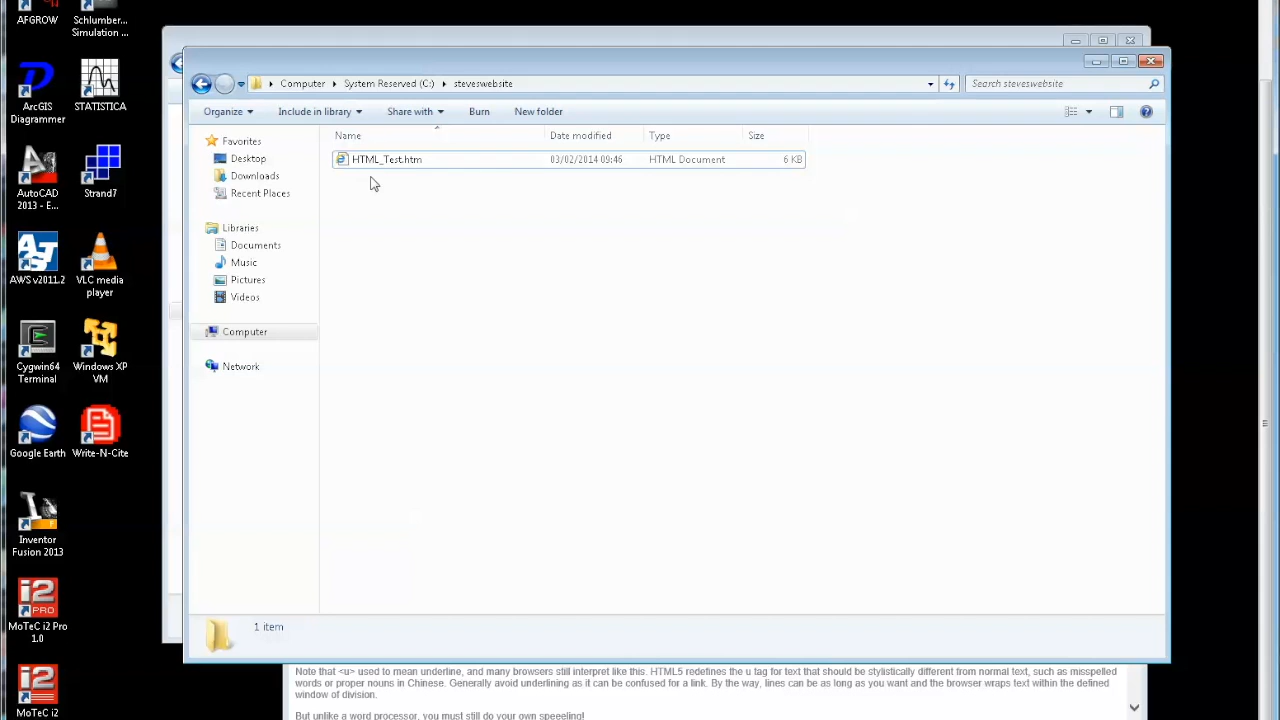 AFGROW
Schlumber...
Simulation ...
ArcGIS
Diagrammer
STATISTICA
AutoCAD
2013 - E...
Strand7
AWS v2011.2
VLC media
player
Cygwin64
Terminal
Windows XP
VM
Google Earth
Write-N-Cite
Inventor
Fusion 2013
i2
PRO
MoTeC i2 Pro
1.0
i2
MoTeC i2
Computer
System Reserved (C:)
steveswebsite
Search steveswebsite
Organize
Include in library
Share with
Burn
New folder
Favorites
Desktop
Downloads
Recent Places
Libraries
Documents
Music
Pictures
Videos
Computer
Network
Name
Date modified
Type
Size
HTML_Test.htm
03/02/2014 09:46
HTML Document
6 KB
1 item
Note that <u> used to mean underline, and many browsers still interpret like this. HTML5 redefines the u tag for text that should be stylistically different from normal text, such as misspelled
words or proper nouns in Chinese. Generally avoid underlining as it can be confused for a link. By the way, lines can be as long as you want and the browser wraps text within the defined
window of division.
But unlike a word processor, you must still do your own speeeling!